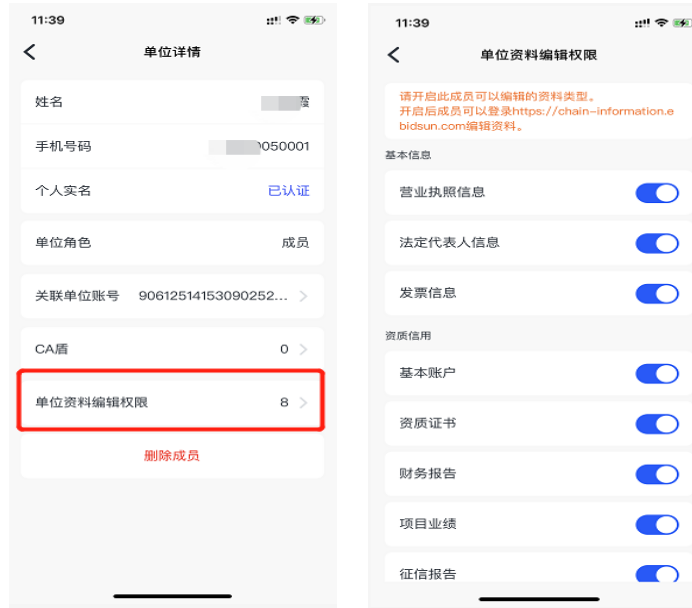 11:39
单位详情
姓名
霞
手机号码
0050001
个人实名
已认证
单位角色
成员
关联单位账号
90612514153090252...
CA盾
0
单位资料编辑权限
8
删除成员
11:39
单位资料编辑权限
请开启此成员可以编辑的资料类型。
开启后成员可以登录https://chain-information.e
bidsun.com编辑资料。
基本信息
营业执照信息
法定代表人信息
发票信息
资质信用
基本账户
资质证书
财务报告
项目业绩
征信报告